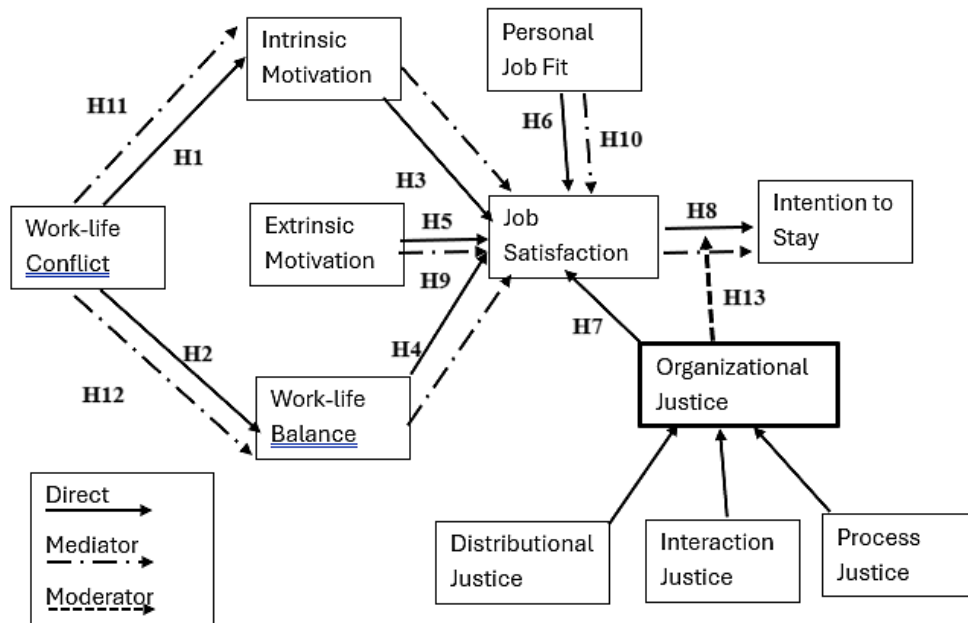 Intrinsic
Motivation
Personal
Job Fit
H11
H1
H6
H10
H3
Work-life
Conflict
Extrinsic
Motivation
H5
H9
Job
Satisfaction
H8
Intention to
Stay
H13
H7
H2
H4
H12
Work-life
Balance
Organizational
Justice
Direct
Mediator
Moderator
Distributional
Justice
Interaction
Justice
Process
Justice